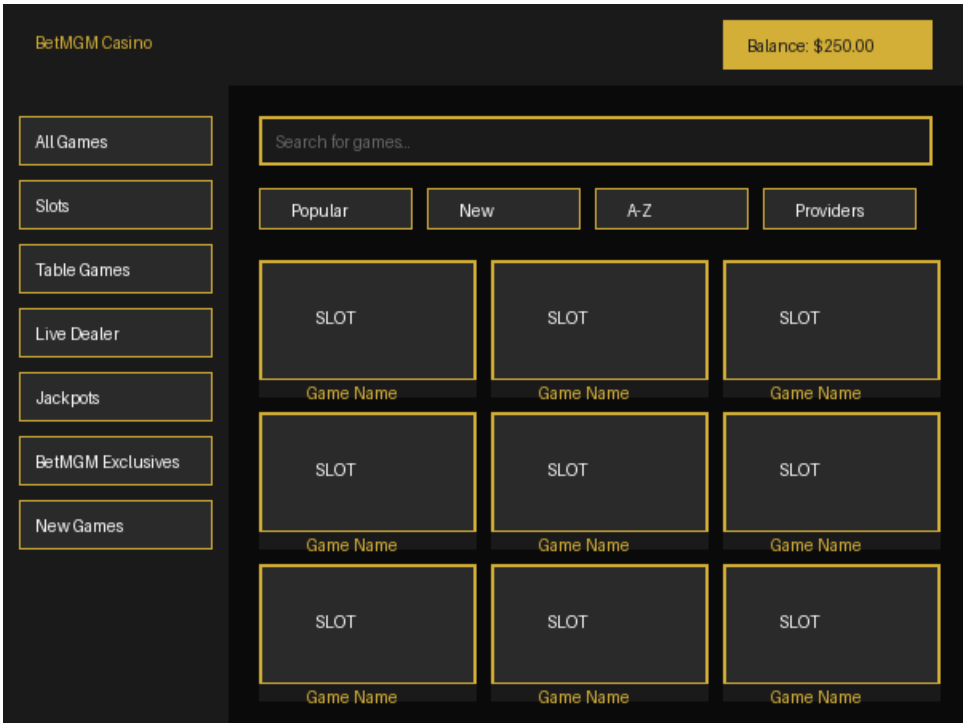 BetMGM Casino
Balance: $250.00
All Games
Slots
Table Games
Live Dealer
Jackpots
BetMGM Exclusives
New Games
Search for games...
Popular
New
A-Z
Providers
SLOT
SLOT
SLOT
Game Name
Game Name
Game Name
SLOT
SLOT
SLOT
Game Name
Game Name
Game Name
SLOT
SLOT
SLOT
Game Name
Game Name
Game Name